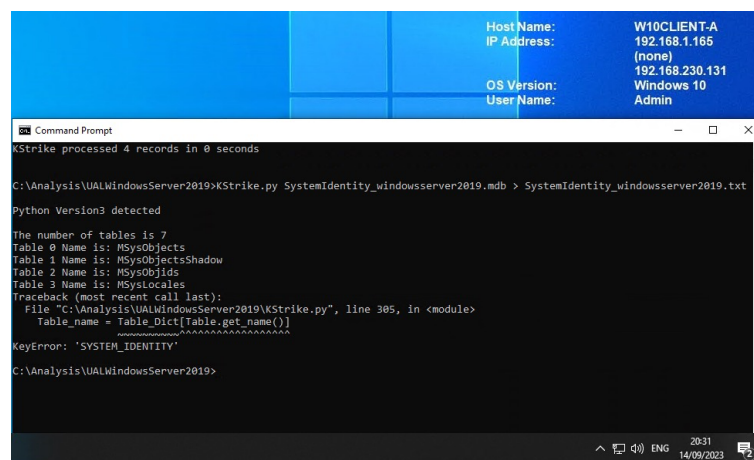 Host Name: W10CLIENT-A
IP Address: 192.168.1.165
(none)
192.168.230.131
OS Version: Windows 10
User Name: Admin
Command Prompt
KStrike processed 4 records in 0 seconds
C:\Analysis\UALWindowsServer2019>KStrike.py SystemIdentity_windowsserver2019.mdb > SystemIdentity_windowsserver2019.txt
Python Version3 detected
The number of tables is 7
Table 0 Name is: MSysObjects
Table 1 Name is: MSysObjectsShadow
Table 2 Name is: MSysObjids
Table 3 Name is: MSysLocales
Traceback (most recent call last):
File "C:\Analysis\UALWindowsServer2019\KStrike.py", line 305, in <module>
Table_name = Table_Dict[Table.get_name()]
~~~~~~~~~~^^^^^^^^^^^^^^^^^^
KeyError: 'SYSTEM_IDENTITY'
C:\Analysis\UALWindowsServer2019>
ENG 20:31
14/09/2023 2